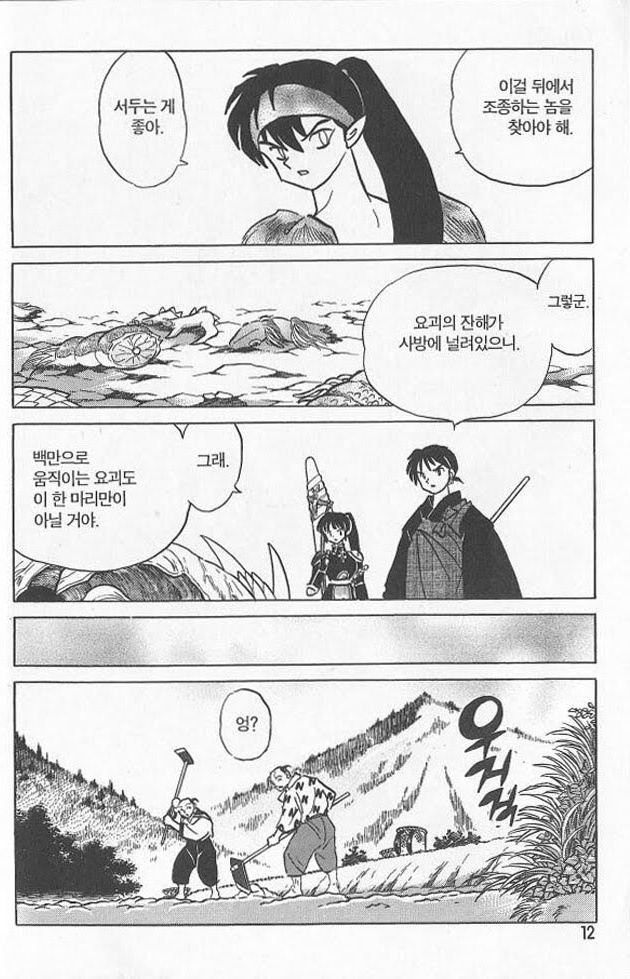 이걸 뒤에서
조종하는 놈을
찾아야 해.
서두는 게
좋아.
그렇군.
요괴의 잔해가
사방에 널려있으니.
그래.
백만으로
움직이는 요괴도
이 한 마리만이
아닐 거야.
엉?
우지직
12